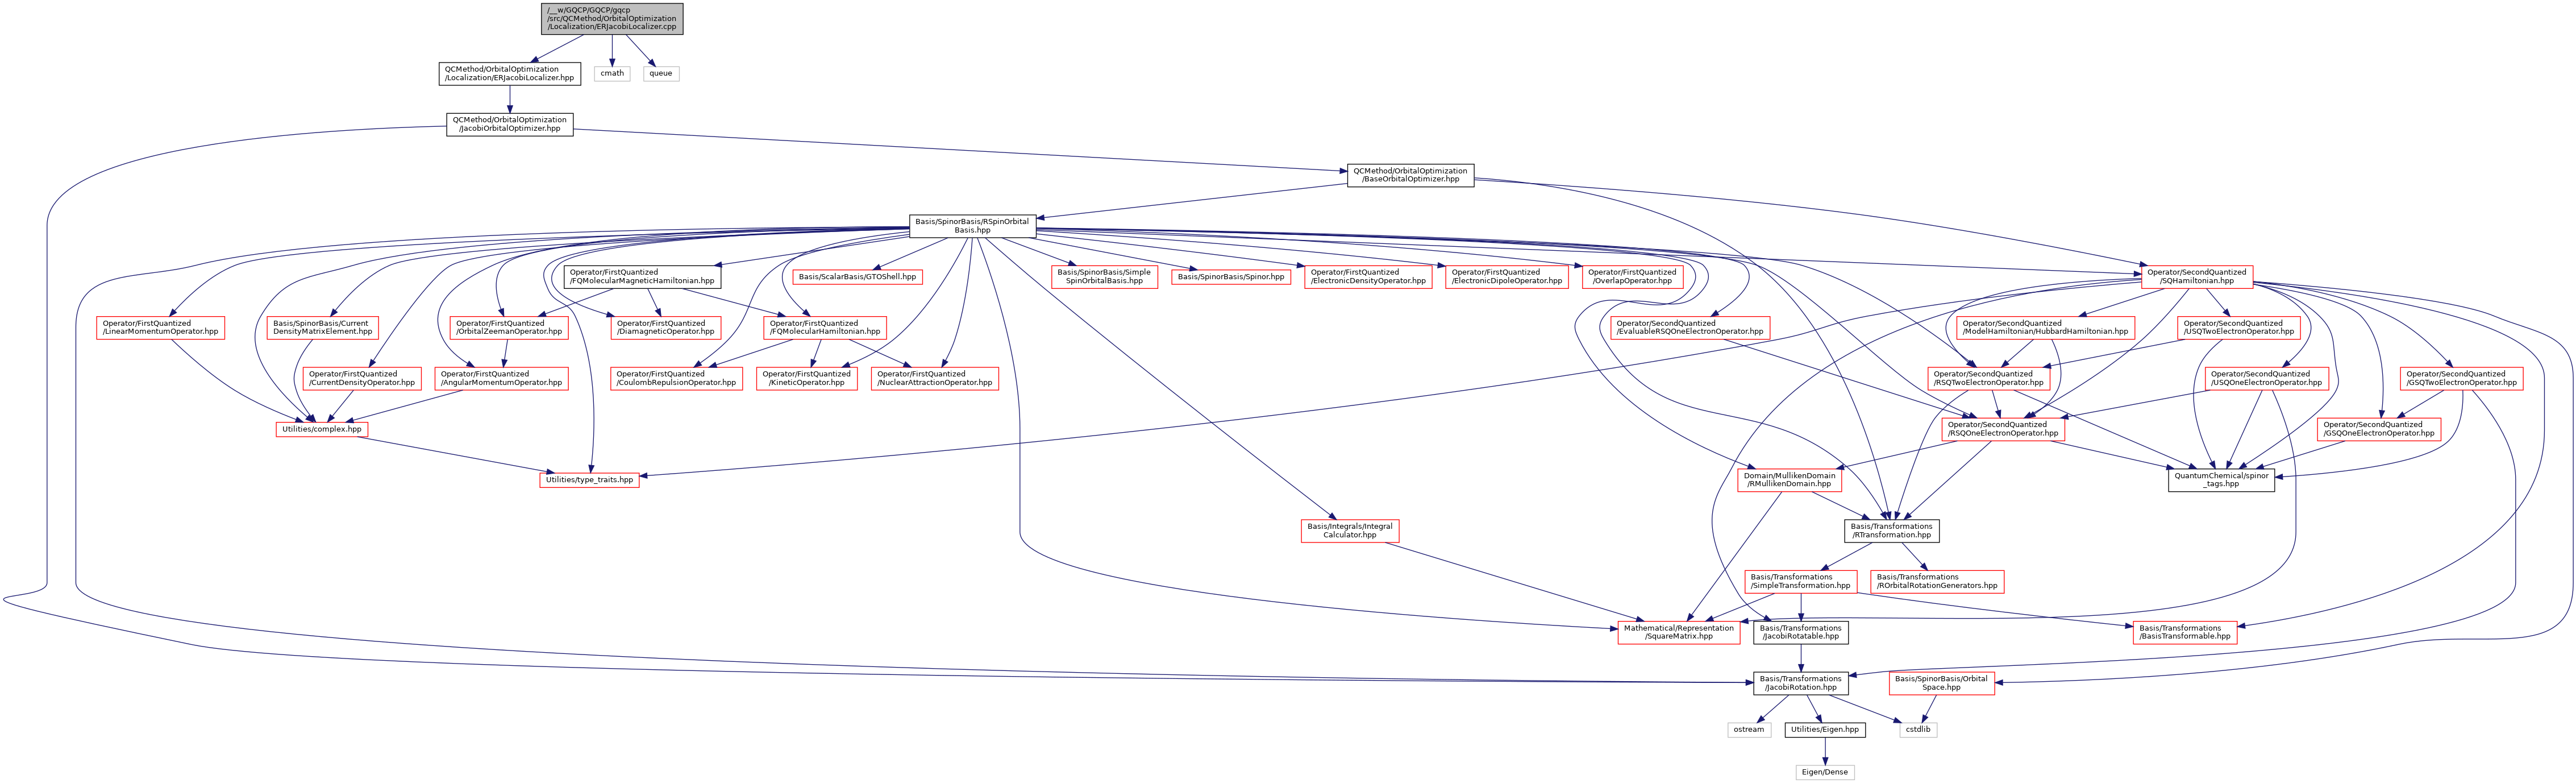 /__w/GQCP/GQCP/gqcp
/src/QCMethod/OrbitalOptimization
/Localization/ERJacobiLocalizer.cpp
QCMethod/OrbitalOptimization
/Localization/ERJacobiLocalizer.hpp
cmath
queue
QCMethod/OrbitalOptimization
/JacobiOrbitalOptimizer.hpp
QCMethod/OrbitalOptimization
/BaseOrbitalOptimizer.hpp
Basis/SpinorBasis/RSpinOrbital
Basis.hpp
Operator/FirstQuantized
/FQMolecularMagneticHamiltonian.hpp
Basis/ScalarBasis/GTOShell.hpp
Basis/SpinorBasis/Simple
SpinOrbitalBasis.hpp
Basis/SpinorBasis/Spinor.hpp
Operator/FirstQuantized
/ElectronicDensityOperator.hpp
Operator/FirstQuantized
/ElectronicDipoleOperator.hpp
Operator/FirstQuantized
/OverlapOperator.hpp
Operator/SecondQuantized
/SQHamiltonian.hpp
Operator/FirstQuantized
/LinearMomentumOperator.hpp
Basis/SpinorBasis/Current
DensityMatrixElement.hpp
Operator/FirstQuantized
/OrbitalZeemanOperator.hpp
Operator/FirstQuantized
/DiamagneticOperator.hpp
Operator/FirstQuantized
/FQMolecularHamiltonian.hpp
Operator/SecondQuantized
/EvaluableRSQOneElectronOperator.hpp
Operator/SecondQuantized
/ModelHamiltonian/HubbardHamiltonian.hpp
Operator/SecondQuantized
/USQTwoElectronOperator.hpp
Operator/FirstQuantized
/CurrentDensityOperator.hpp
Operator/FirstQuantized
/AngularMomentumOperator.hpp
Operator/FirstQuantized
/CoulombRepulsionOperator.hpp
Operator/FirstQuantized
/KineticOperator.hpp
Operator/FirstQuantized
/NuclearAttractionOperator.hpp
Operator/SecondQuantized
/RSQTwoElectronOperator.hpp
Operator/SecondQuantized
/USQOneElectronOperator.hpp
Operator/SecondQuantized
/GSQTwoElectronOperator.hpp
Utilities/complex.hpp
Operator/SecondQuantized
/RSQOneElectronOperator.hpp
Operator/SecondQuantized
/GSQOneElectronOperator.hpp
Utilities/type_traits.hpp
Domain/MullikenDomain
/RMullikenDomain.hpp
QuantumChemical/spinor
_tags.hpp
Basis/Integrals/Integral
Calculator.hpp
Basis/Transformations
/RTransformation.hpp
Basis/Transformations
/SimpleTransformation.hpp
Basis/Transformations
/ROrbitalRotationGenerators.hpp
Mathematical/Representation
/SquareMatrix.hpp
Basis/Transformations
/JacobiRotatable.hpp
Basis/Transformations
/BasisTransformable.hpp
Basis/Transformations
/JacobiRotation.hpp
Basis/SpinorBasis/Orbital
Space.hpp
ostream
Utilities/Eigen.hpp
cstdlib
Eigen/Dense